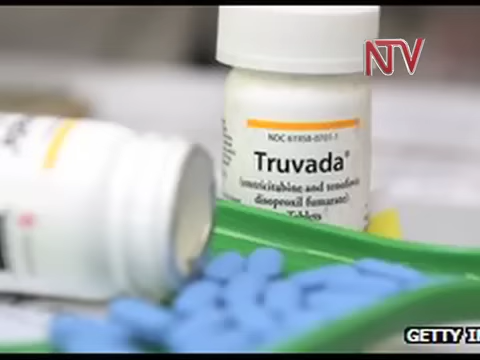 NTV
NDC 61958-0701-1
Truvada®
(emtricitabine and tenofovir
disoproxil fumarate)
Tablets
GETTY I